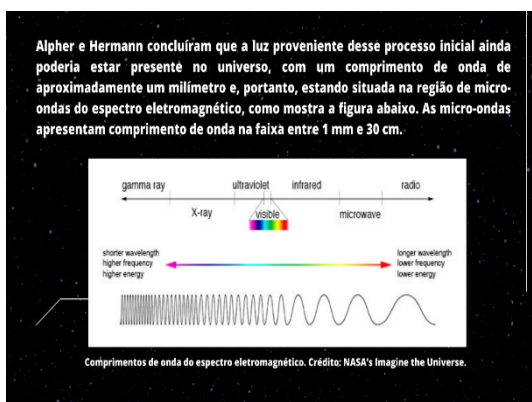 Alpher e Hermann concluíram que a luz proveniente desse processo inicial ainda
poderia estar presente no universo, com um comprimento de onda de
aproximadamente um milímetro e, portanto, estando situada na região de micro-
ondas do espectro eletromagnético, como mostra a figura abaixo. As micro-ondas
apresentam comprimento de onda na faixa entre 1 mm e 30 cm.
gamma ray ultraviolet infrared radio
X-ray visible microwave
shorter wavelength longer wavelength
higher frequency lower frequency
higher energy lower energy
Comprimentos de onda do espectro eletromagnético. Crédito: NASA's Imagine the Universe.